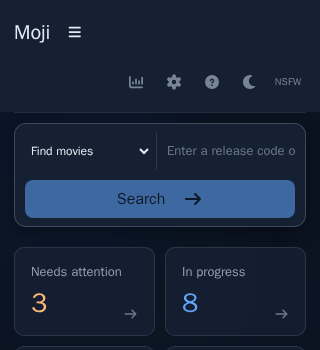 Moji
NSFW
Find movies
Enter a release code o
Search
Needs attention
In progress
3
8